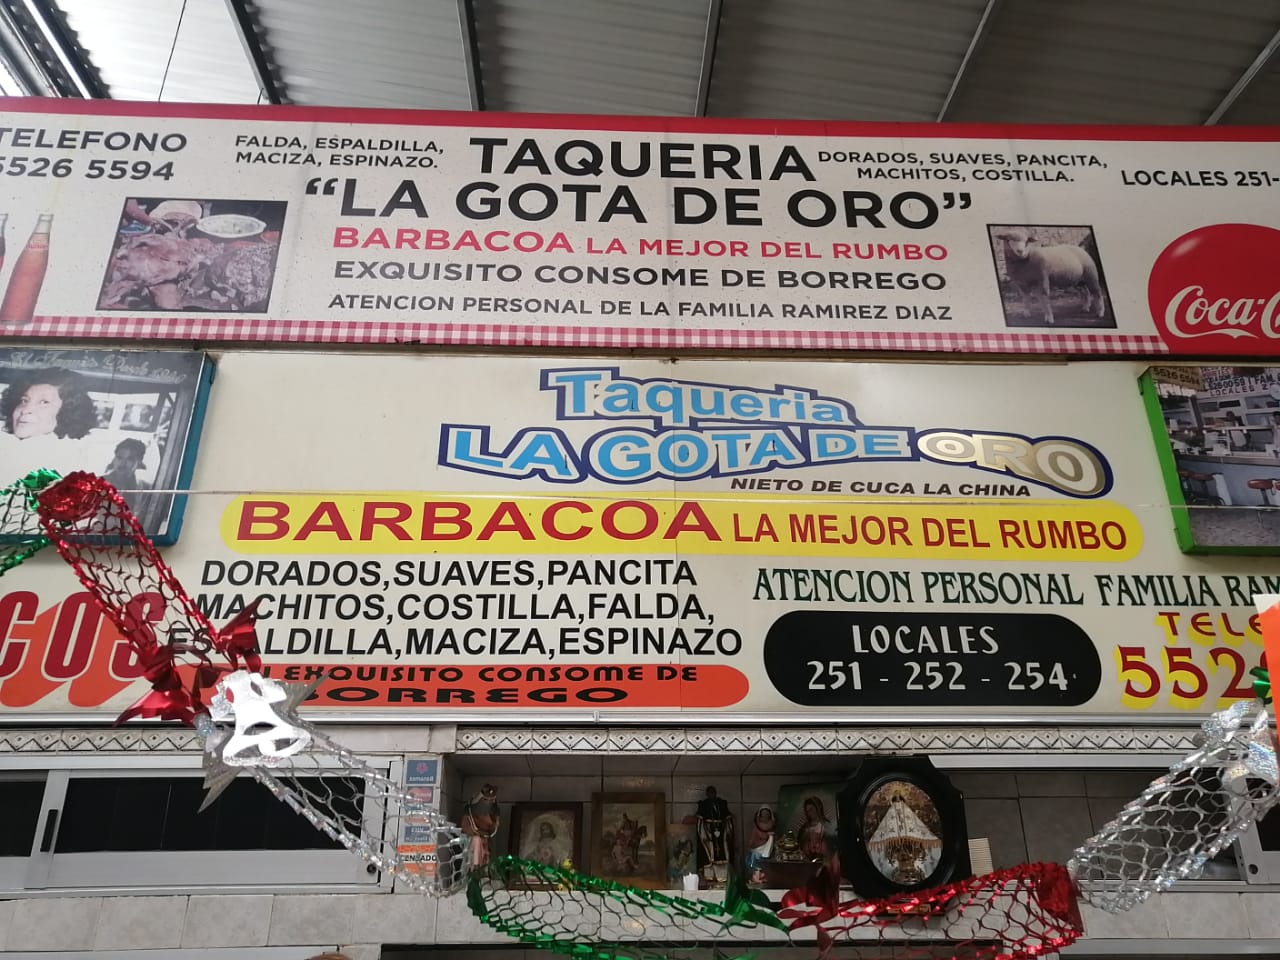 TELEFONO
5526 5594
FALDA, ESPALDILLA,
MACIZA, ESPINAZO.
TAQUERIA
DORADOS, SUAVES, PANCITA,
MACHITOS, COSTILLA.
LOCALES 251-
“LA GOTA DE ORO”
BARBACOA LA MEJOR DEL RUMBO
EXQUISITO CONSOME DE BORREGO
ATENCION PERSONAL DE LA FAMILIA RAMIREZ DIAZ
Coca-C
Taqueria
LA GOTA DE ORO
NIETO DE CUCA LA CHINA
BARBACOA LA MEJOR DEL RUMBO
DORADOS,SUAVES,PANCITA
MACHITOS,COSTILLA,FALDA,
ESPALDILLA,MACIZA,ESPINAZO
EXQUISITO CONSOME DE
BORREGO
COS
ATENCION PERSONAL FAMILIA RAM
LOCALES
251 - 252 - 254
TELE
552